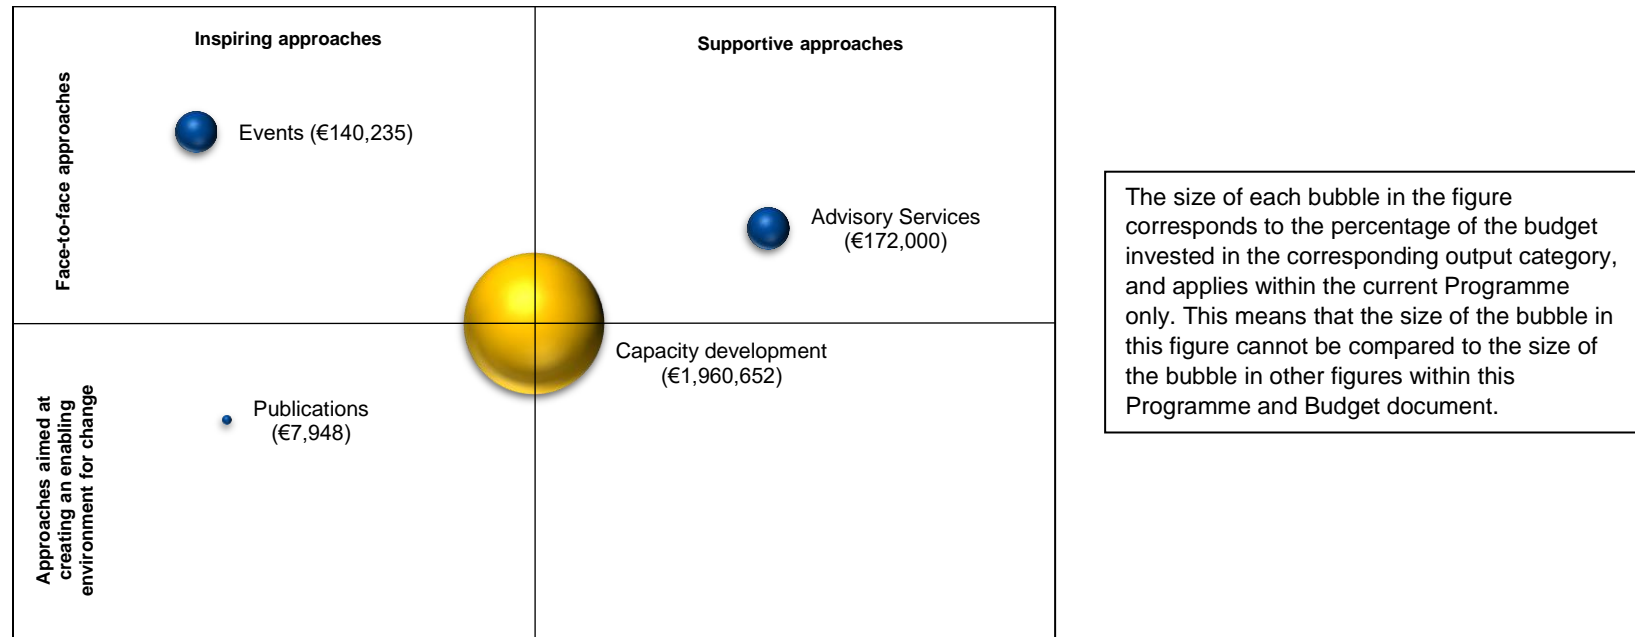 Inspiring approaches
Supportive approaches
Face-to-face approaches
Events (€140,235)
Advisory Services
(€172,000)
Capacity development
(€1,960,652)
Approaches aimed at
creating an enabling
environment for change
Publications
(€7,948)
The size of each bubble in the figure
corresponds to the percentage of the budget
invested in the corresponding output category,
and applies within the current Programme
only. This means that the size of the bubble in
this figure cannot be compared to the size of
the bubble in other figures within this
Programme and Budget document.